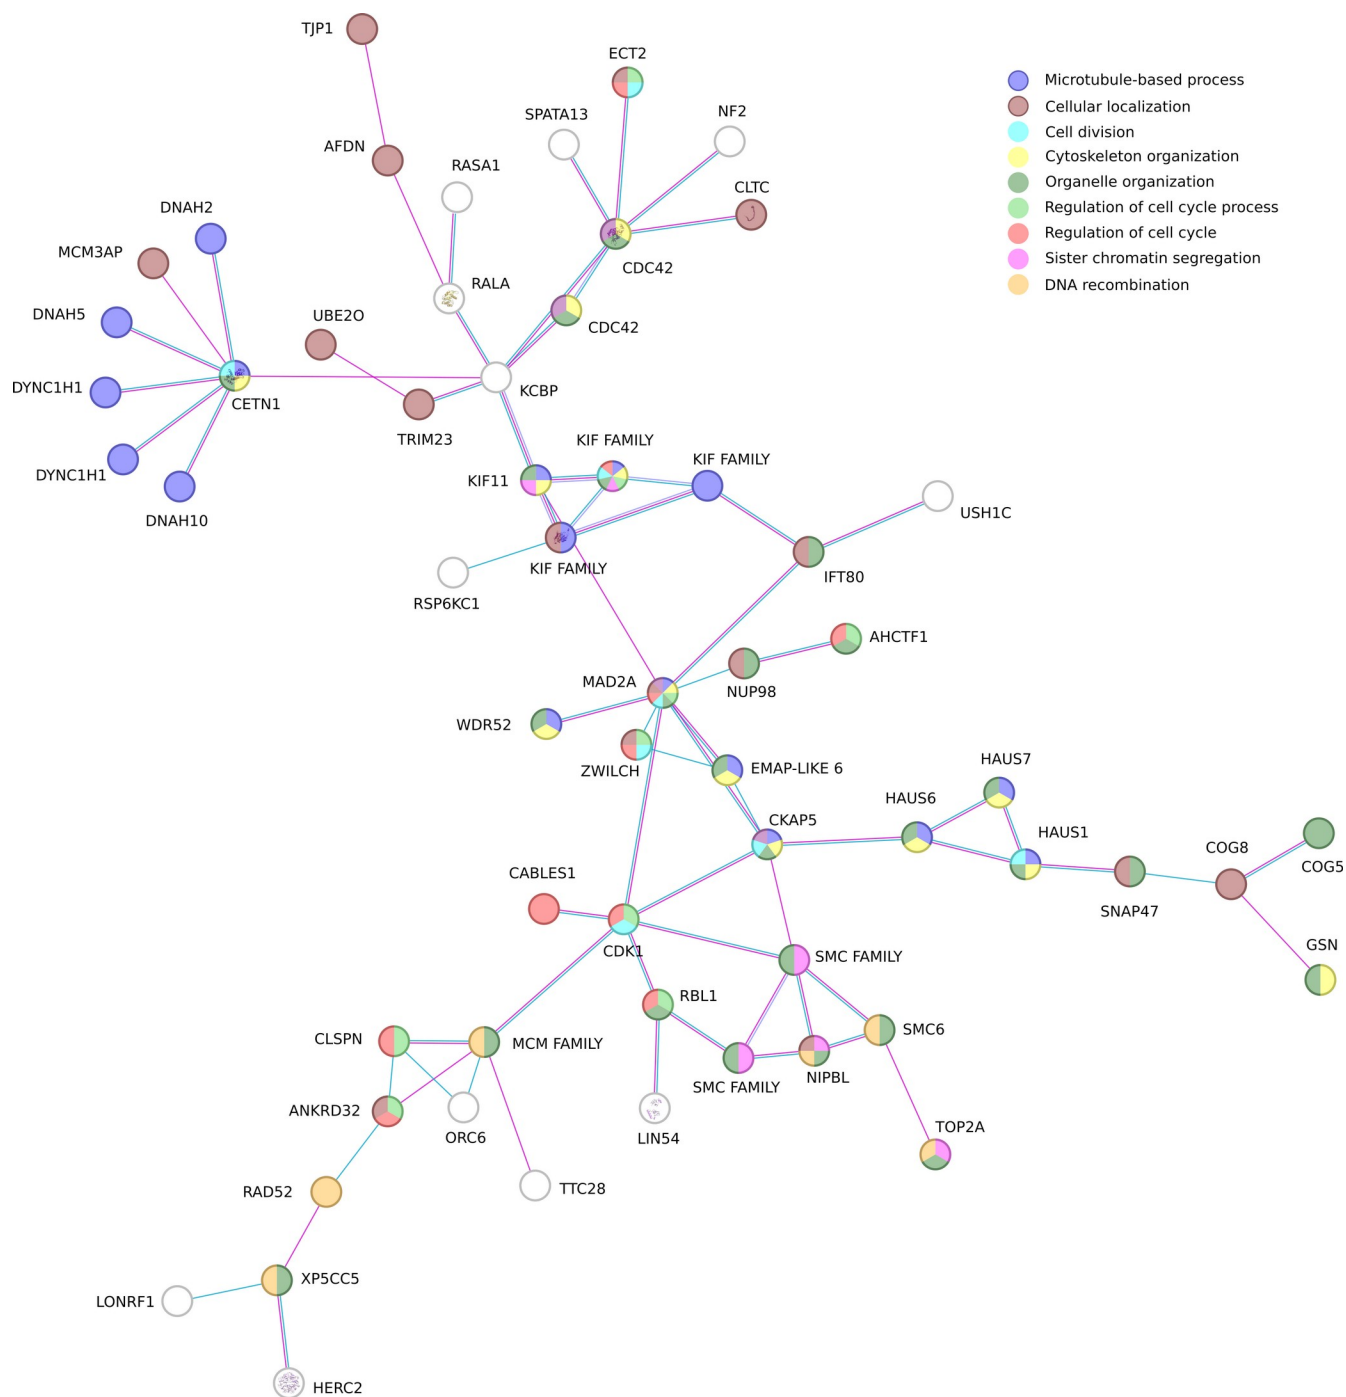 TJP1
ECT2
Microtubule-based process
Cellular localization
Cell division
Cytoskeleton organization
Organelle organization
Regulation of cell cycle process
Regulation of cell cycle
Sister chromatin segregation
DNA recombination
SPATA13
NF2
AFDN
RASA1
CLTC
DNAH2
MCM3AP
CDC42
RALA
DNAH5
UBE2O
CDC42
DYNC1H1
CETN1
KCBP
TRIM23
KIF FAMILY
DYNC1H1
KIF FAMILY
KIF11
DNAH10
USH1C
KIF FAMILY
IFT80
RSP6KC1
AHCTF1
MAD2A
NUP98
WDR52
ZWILCH
EMAP-LIKE 6
HAUS7
HAUS6
CKAP5
HAUS1
COG8
COG5
CABLES1
SNAP47
CDK1
GSN
SMC FAMILY
RBL1
CLSPN
MCM FAMILY
SMC6
NIPBL
SMC FAMILY
ANKRD32
ORC6
LIN54
TOP2A
RAD52
TTC28
XP5CC5
LONRF1
HERC2